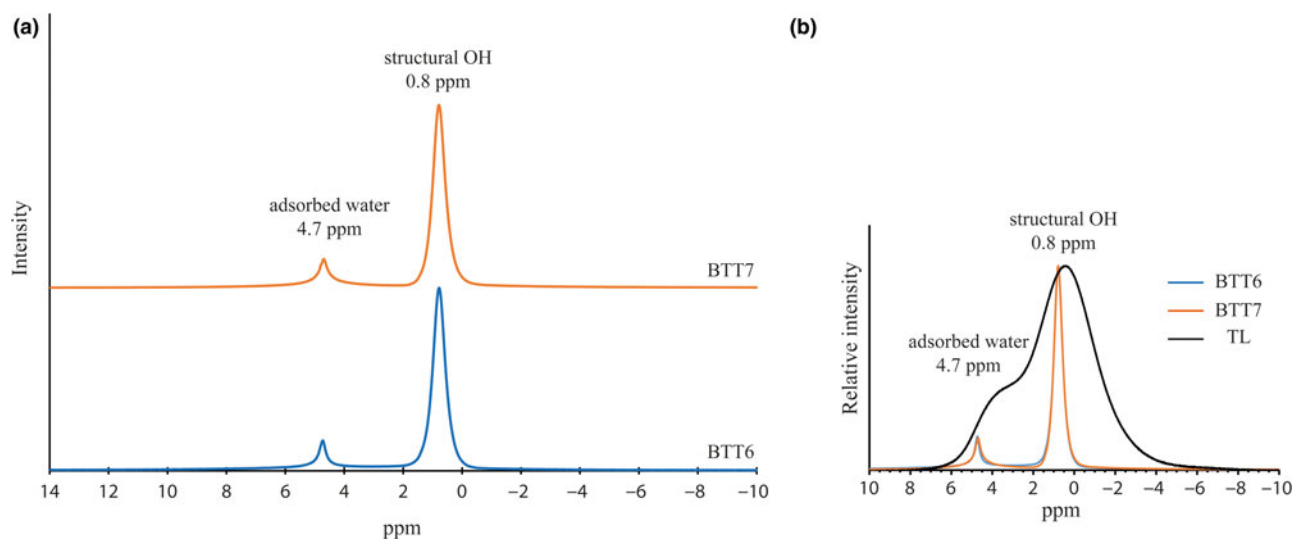 (a)
structural OH
0.8 ppm
adsorbed water
4.7 ppm
Intensity
BTT7
BTT6
14 12 10 8 6 4 2 0 −2 −4 −6 −8 −10
ppm
(b)
structural OH
0.8 ppm
BTT6
BTT7
TL
adsorbed water
4.7 ppm
Relative intensity
10 8 6 4 2 0 −2 −4 −6 −8 −10
ppm